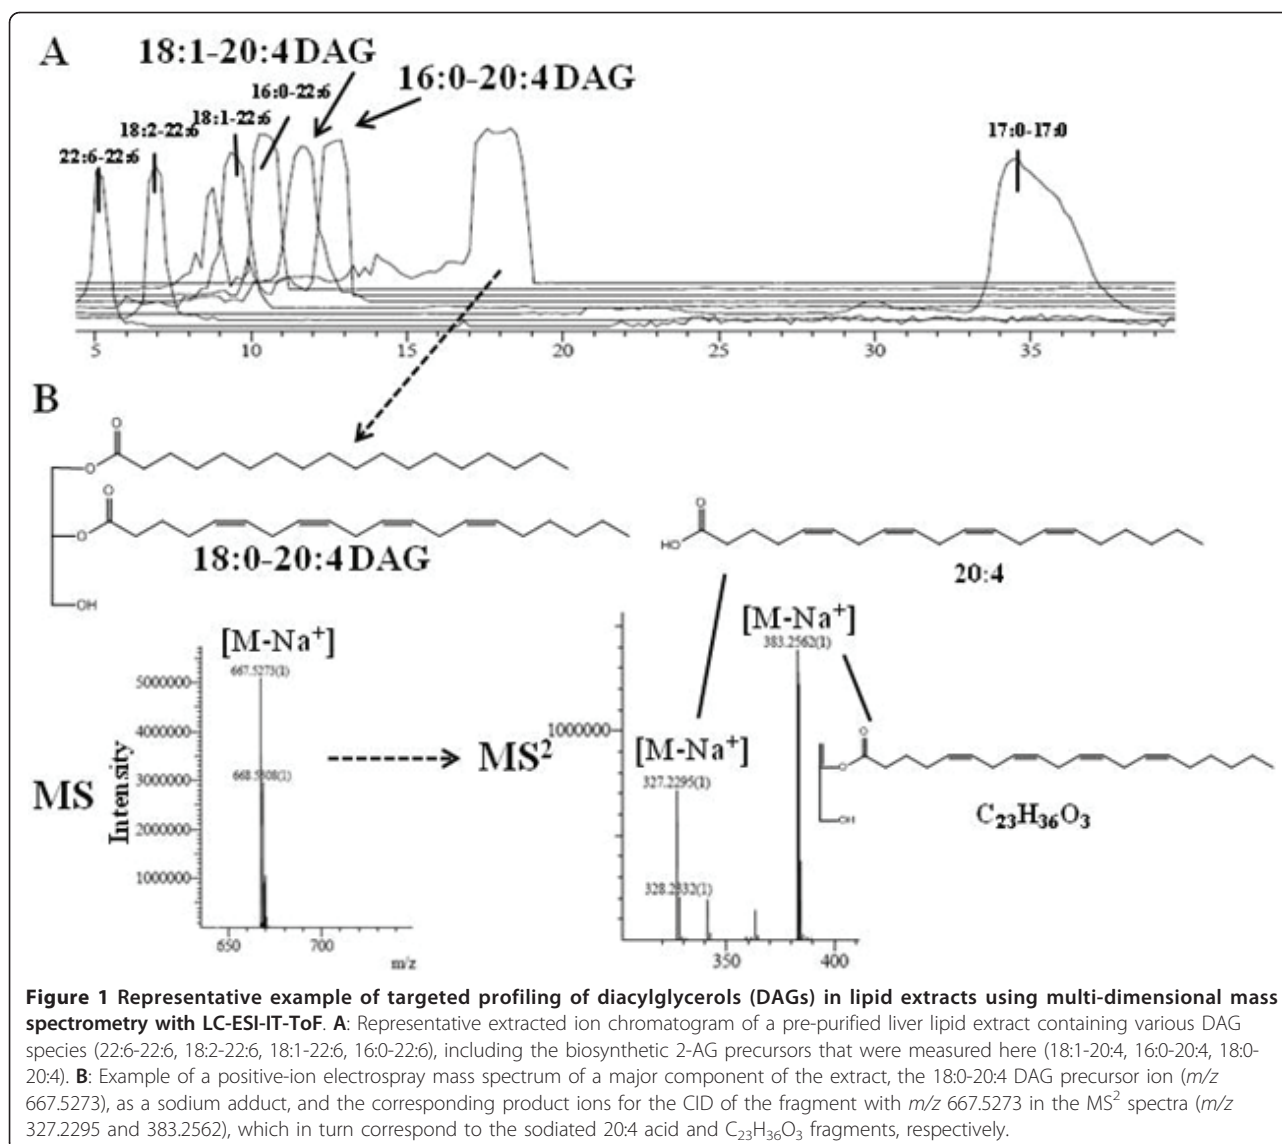 A
18:1-20:4 DAG
16:0-20:4 DAG
16:0-22:6
18:1-22:6
18:2-22:6
22:6-22:6
17:0-17:0
5 10 15 20 25 30 35
B
O
O
O
O
OH
18:0-20:4 DAG
O
HO
20:4
[M-Na⁺]
667.5273(1)
668.5308(1)
5000000
4000000
3000000
2000000
1000000
Intensity
MS
650 700
m/z
MS²
[M-Na⁺]
383.2562(1)
1000000
[M-Na⁺]
327.2295(1)
328.2332(1)
350 400
O
O
OH
C₂₃H₃₆O₃
Figure 1 Representative example of targeted profiling of diacylglycerols (DAGs) in lipid extracts using multi-dimensional mass
spectrometry with LC-ESI-IT-ToF. A: Representative extracted ion chromatogram of a pre-purified liver lipid extract containing various DAG
species (22:6-22:6, 18:2-22:6, 18:1-22:6, 16:0-22:6), including the biosynthetic 2-AG precursors that were measured here (18:1-20:4, 16:0-20:4, 18:0-
20:4). B: Example of a positive-ion electrospray mass spectrum of a major component of the extract, the 18:0-20:4 DAG precursor ion (m/z
667.5273), as a sodium adduct, and the corresponding product ions for the CID of the fragment with m/z 667.5273 in the MS² spectra (m/z
327.2295 and 383.2562), which in turn correspond to the sodiated 20:4 acid and C₂₃H₃₆O₃ fragments, respectively.